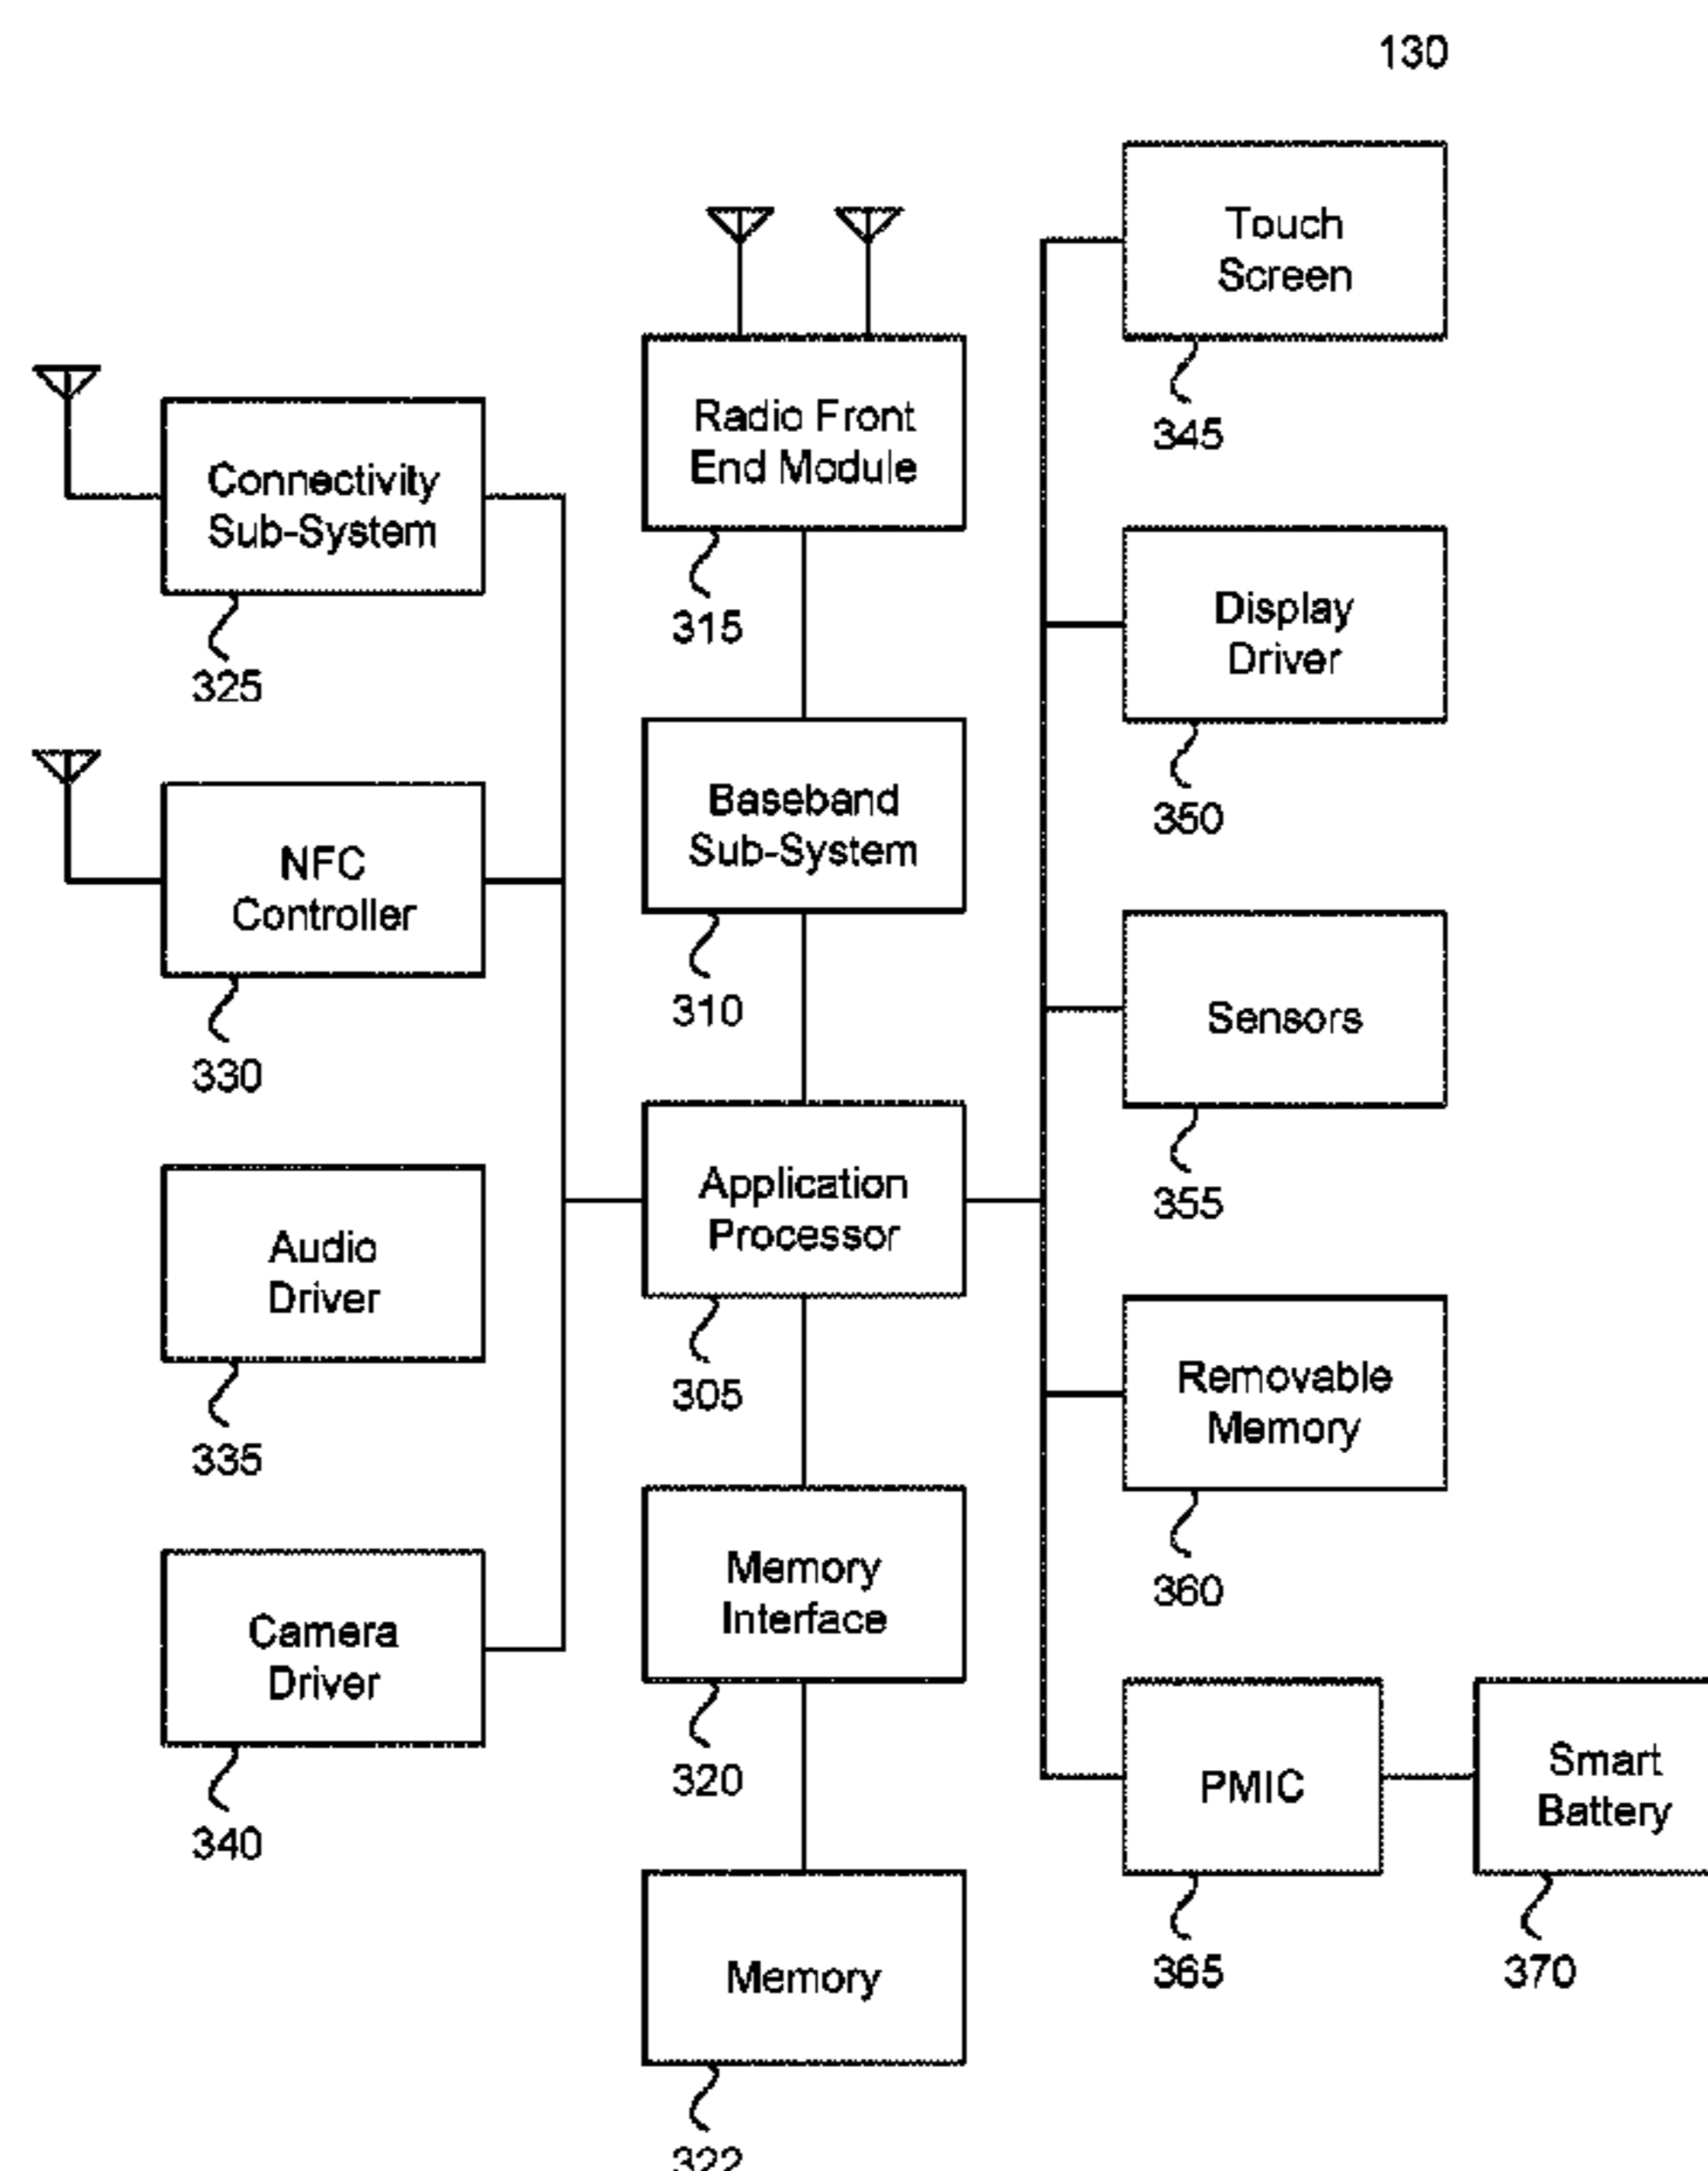 130
Touch
Screen
345
Radio Front
End Module
315
Connectivity
Sub-System
325
Display
Driver
350
Baseband
Sub-System
310
NFC
Controller
330
Sensors
355
Application
Processor
305
Audio
Driver
335
Removable
Memory
360
Memory
Interface
320
Camera
Driver
340
PMIC
365
Smart
Battery
370
Memory
322